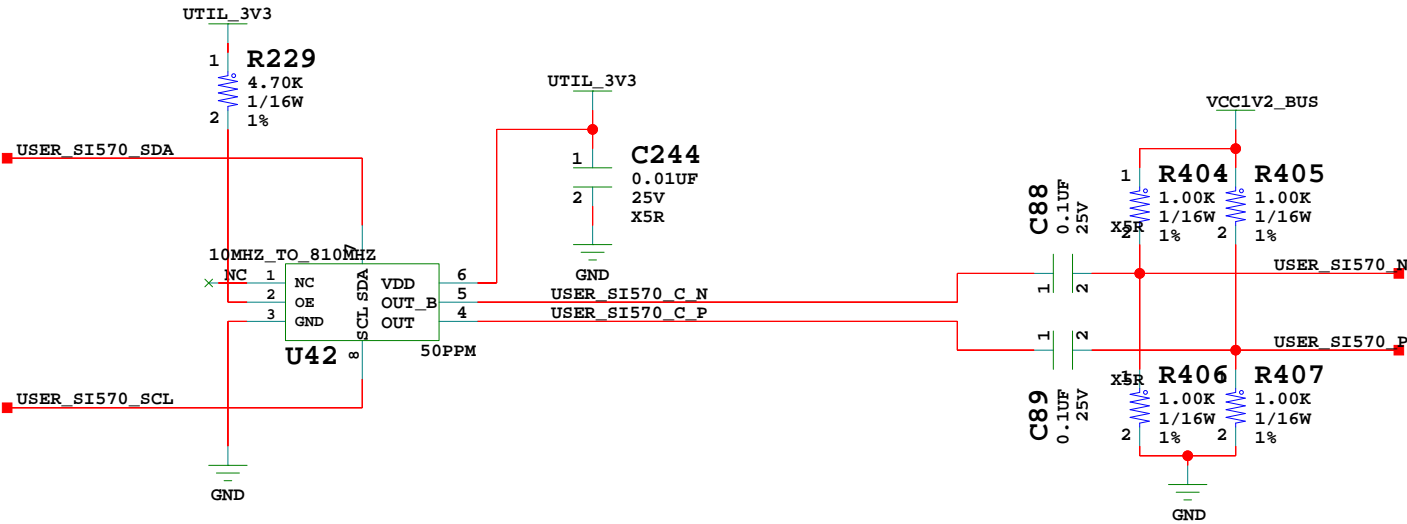 UTIL_3V3
1
R229
4.70K
1/16W
1%
2
USER_SI570_SDA
UTIL_3V3
1
C244
0.01UF
25V
X5R
2
GND
10MHZ_TO_810MHZ
7
NC
1
NC
2
OE
3
GND
SDA
SCL
VDD
6
OUT_B
5
OUT
4
U42
8
50PPM
USER_SI570_C_N
USER_SI570_C_P
USER_SI570_SCL
GND
VCC1V2_BUS
C88
0.1UF
25V
X5R
1
2
1
R404
1.00K
1/16W
1%
2
1
R405
1.00K
1/16W
1%
2
USER_SI570_N
1
2
USER_SI570_P
C89
0.1UF
25V
X5R
1
R406
1.00K
1/16W
1%
2
1
R407
1.00K
1/16W
1%
2
GND